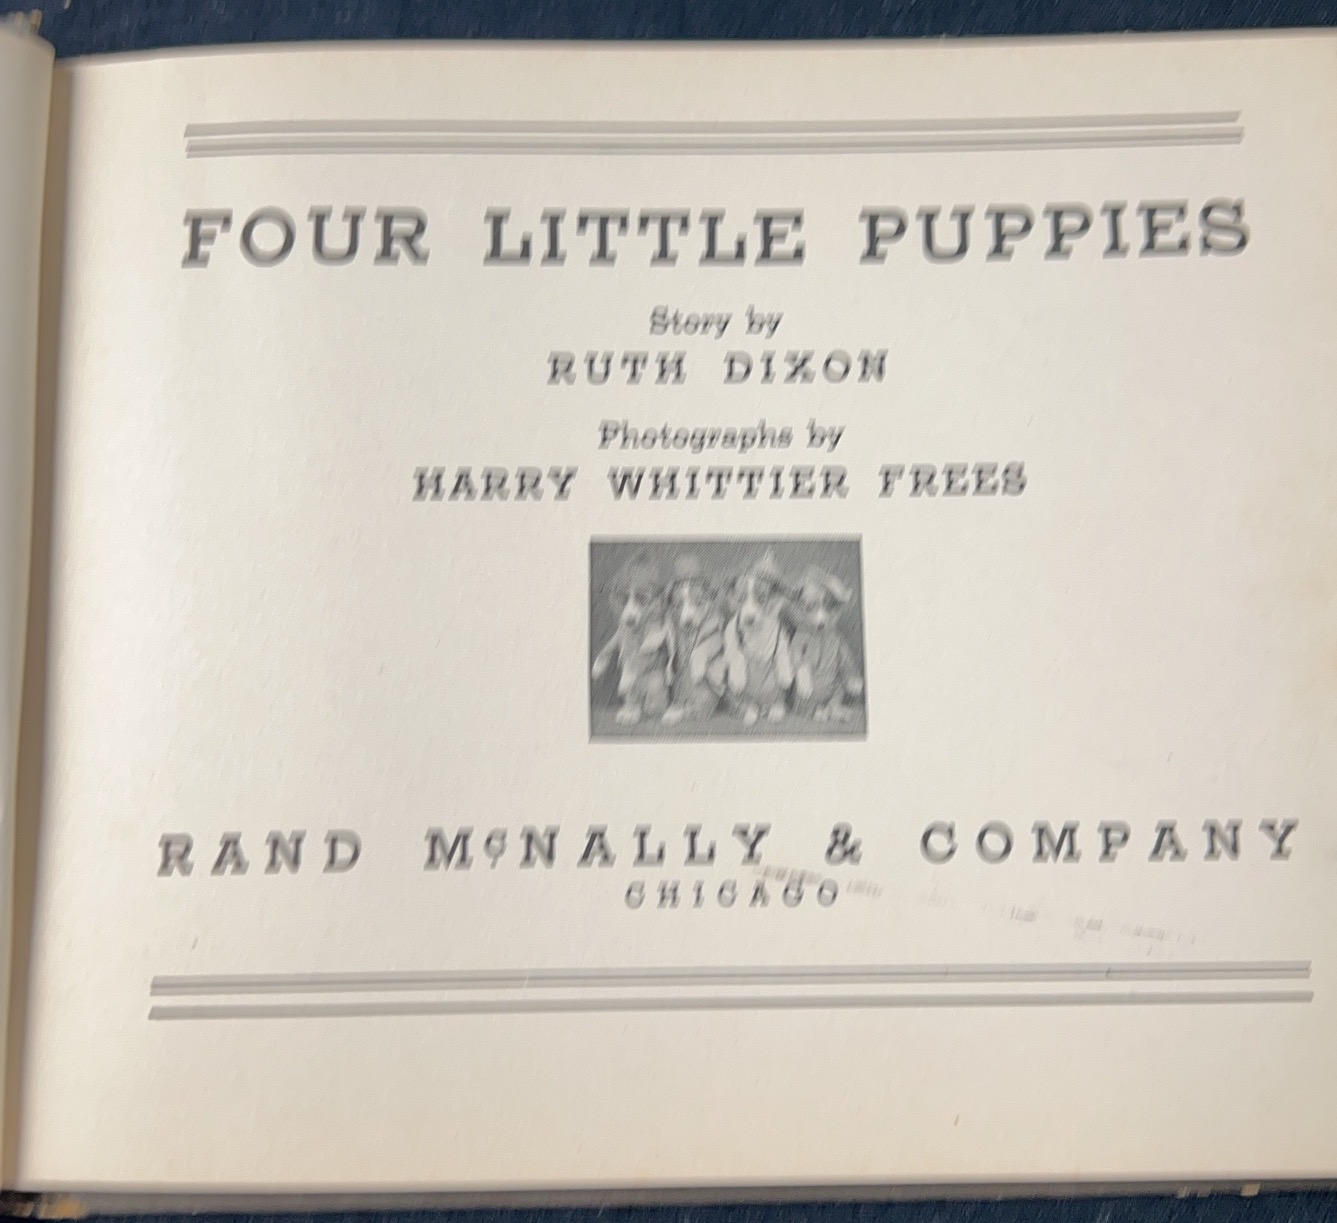 FOUR LITTLE PUPPIES
Story by
RUTH DIXON
Photographs by
HARRY WHITTIER FREES
RAND McNALLY & COMPANY
CHICAGO